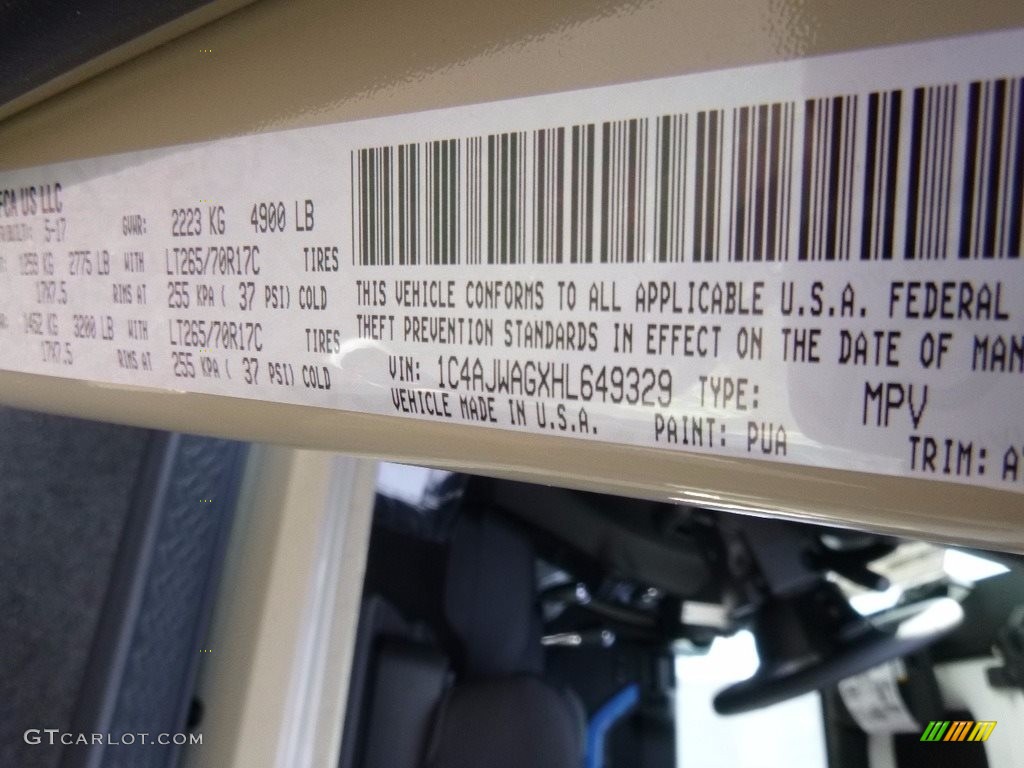 FCA US LLC
5-17 GVWR: 2223 KG 4900 LB
KG 2775 LB WITH LT265/70R17C TIRES
17X7.5 RIMS AT 255 KPA ( 37 PSI) COLD
1452 KG 3200 LB WITH LT265/70R17C TIRES
17X7.5 RIMS AT 255 KPA ( 37 PSI) COLD
THIS VEHICLE CONFORMS TO ALL APPLICABLE U.S.A. FEDERAL
THEFT PREVENTION STANDARDS IN EFFECT ON THE DATE OF MAN
VIN: 1C4AJWAGXHL649329 TYPE: MPV
VEHICLE MADE IN U.S.A. PAINT: PUA TRIM:
GTCARLOT.COM